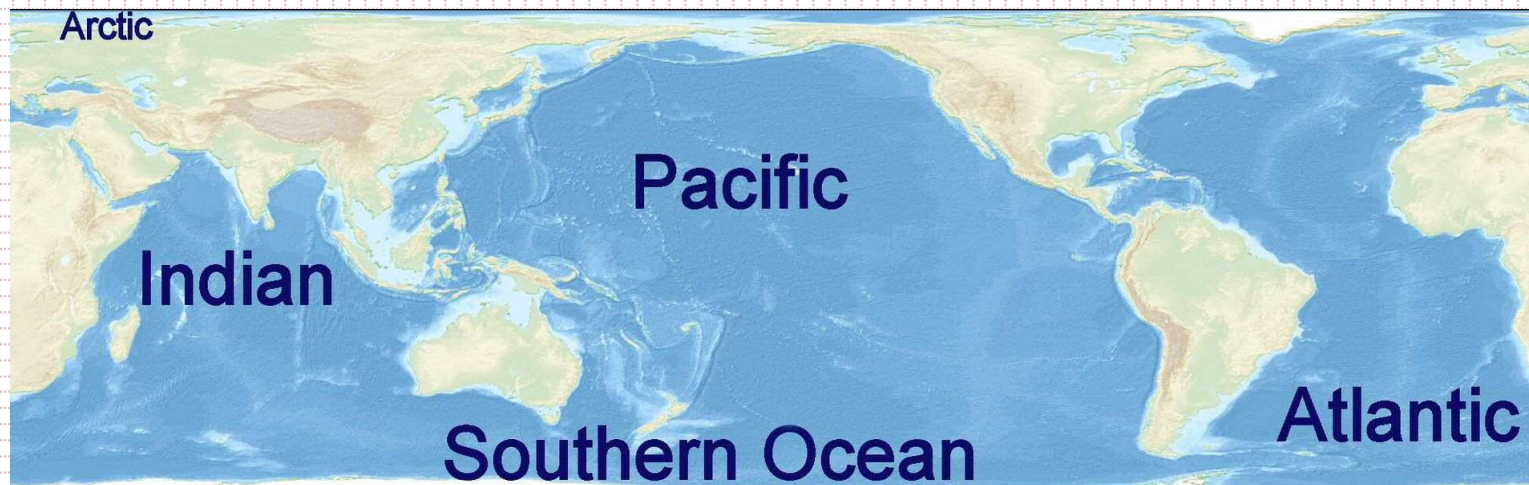 Arctic
Pacific
Indian
Atlantic
Southern Ocean